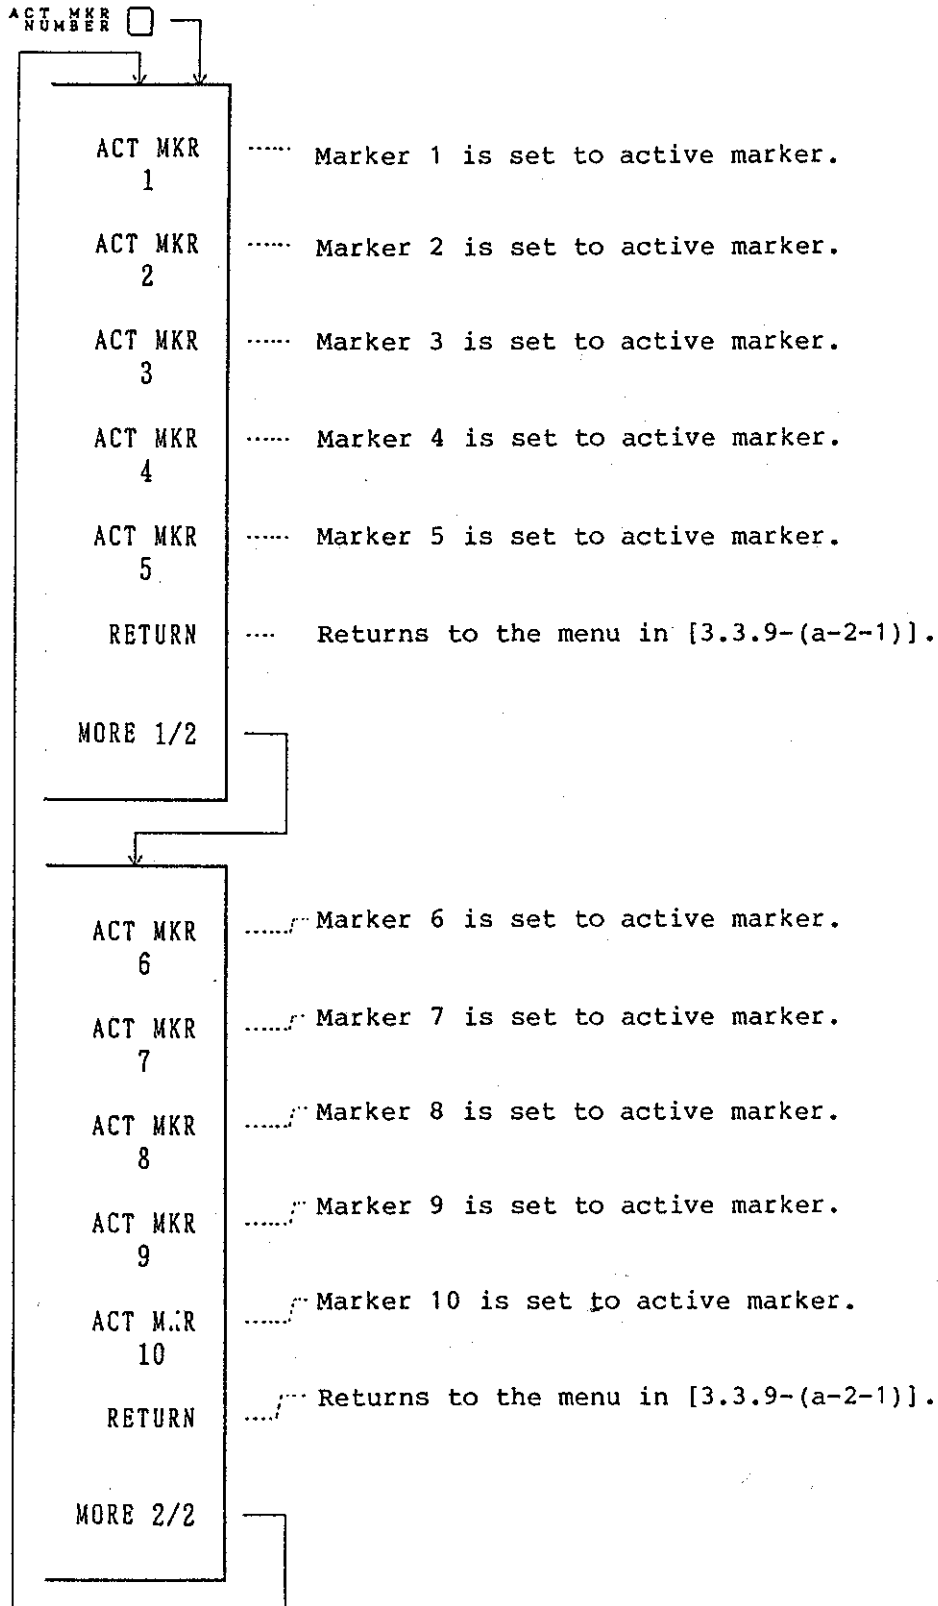 ACT MKR
NUMBER
ACT MKR ...... Marker 1 is set to active marker.
1
ACT MKR ...... Marker 2 is set to active marker.
2
ACT MKR ...... Marker 3 is set to active marker.
3
ACT MKR ...... Marker 4 is set to active marker.
4
ACT MKR ...... Marker 5 is set to active marker.
5
RETURN .... Returns to the menu in [3.3.9-(a-2-1)].
MORE 1/2
ACT MKR Marker 6 is set to active marker.
6
ACT MKR Marker 7 is set to active marker.
7
ACT MKR Marker 8 is set to active marker.
8
ACT MKR Marker 9 is set to active marker.
9
ACT Marker 10 is set to active marker.
10
RETURN Returns to the menu in [3.3.9-(a-2-1)].
MORE 2/2